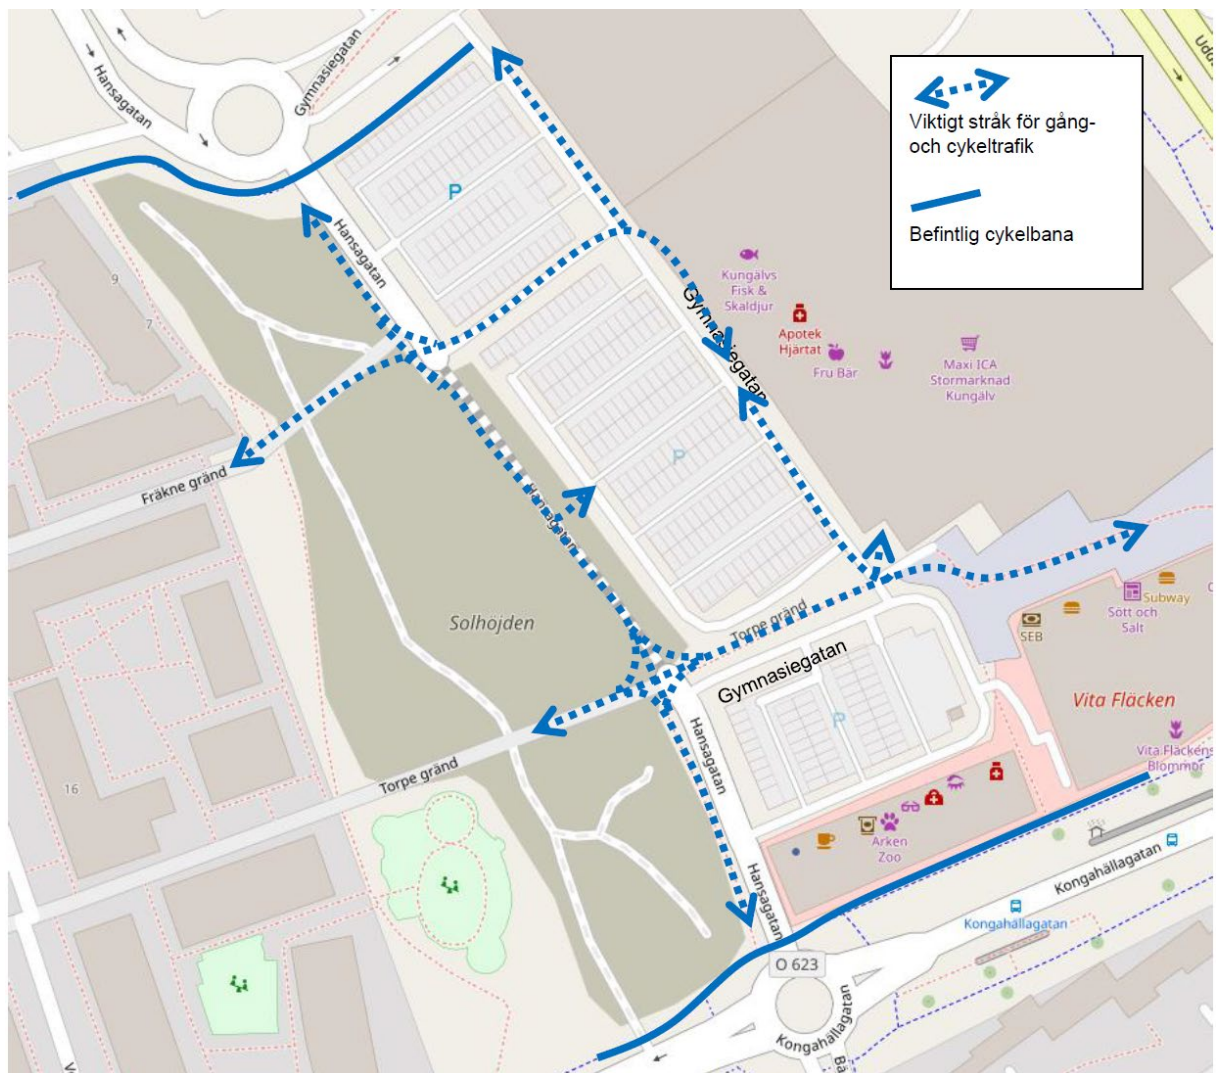 Hansagatan
Gymnasiegatan
Udd
Viktigt stråk för gång-
och cykeltrafik
Befintlig cykelbana
P
Hansagatan
9
7
Kungälvs
Fisk &
Skaldjur
Apotek
Hjärtat
Fru Bär
Maxi ICA
Stormarknad
Kungälv
Gymnasiegatan
P
Fräkne gränd
Hansagatan
Solhöjden
Torpe gränd
Subway
Sött och
Salt
SEB
Gymnasiegatan
P
Vita Fläcken
Hansagatan
Vita Fläckens
Blommor
16
Torpe gränd
Arken
Zoo
Hansagatan
Kongahällagatan
Kongahällagatan
O 623
Kongahällagatan